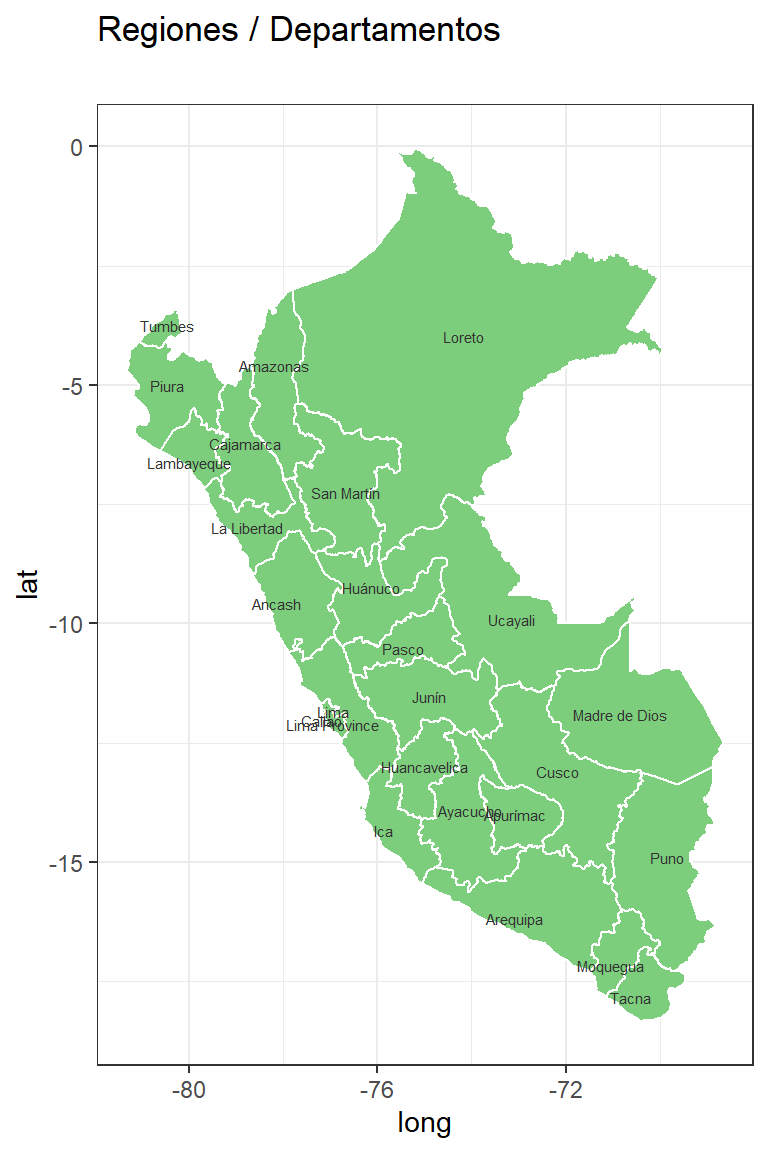 Regiones / Departamentos
0
Tumbes
Loreto
Amazonas
-5
Piura
Cajamarca
Lambayeque
San Martín
La Libertad
Huánuco
Ancash
lat
-10
Ucayali
Pasco
Junín
Lima
Madre de Dios
Callao
Lima Province
Huancavelica
Cusco
Ayacucho
Apurímac
Ica
-15
Puno
Arequipa
Moquegua
Tacna
-80 -76 -72
long